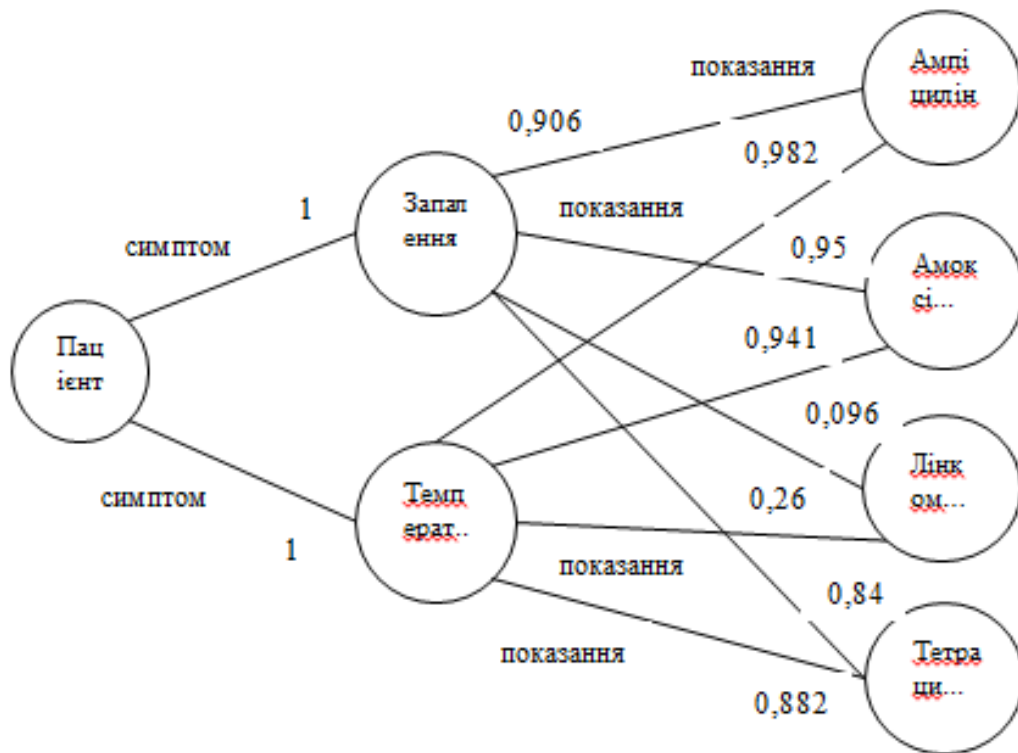 Ампі
цилін
показання
0,906
0,982
Запал
ення
1
показання
симптом
0,95
Амок
сі...
Пац
ієнт
0,941
0,096
Лінк
ом...
симптом
Темп
ерат..
0,26
1
показання
0,84
показання
Тетра
ци...
0,882